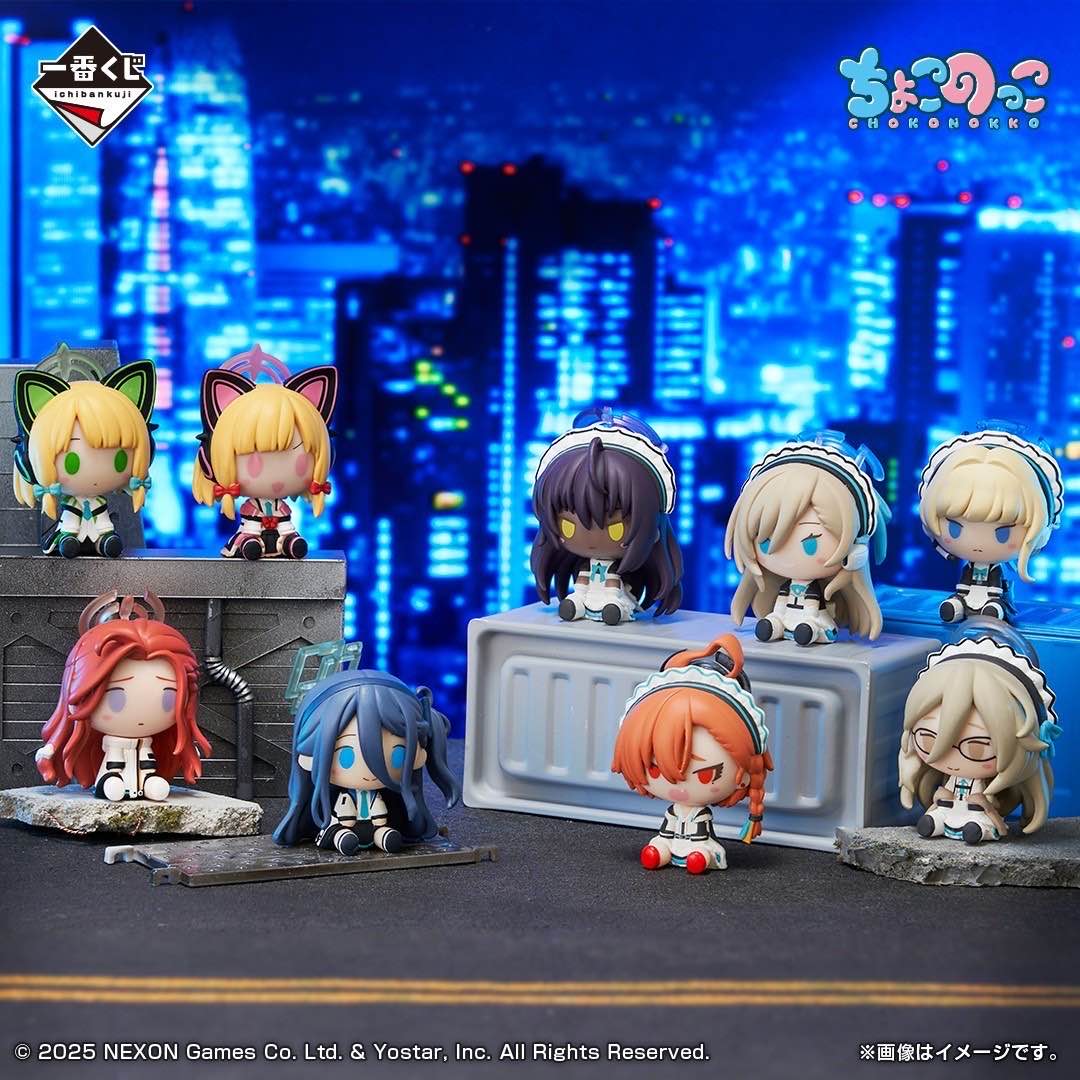 一番くじ
ichibankuji
ちょこのっこ
CHOKONOKKO
© 2025 NEXON Games Co. Ltd. & Yostar, Inc. All Rights Reserved.
※画像はイメージです。